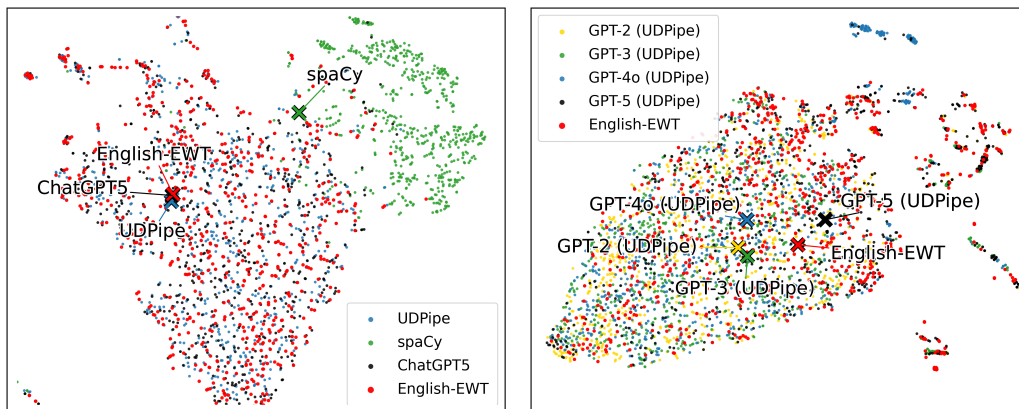 spaCy
English-EWT
ChatGPT5
UDPipe
UDPipe
spaCy
ChatGPT5
English-EWT
GPT-2 (UDPipe)
GPT-3 (UDPipe)
GPT-4o (UDPipe)
GPT-5 (UDPipe)
English-EWT
GPT-4o (UDPipe)
GPT-5 (UDPipe)
GPT-2 (UDPipe)
English-EWT
GPT-3 (UDPipe)